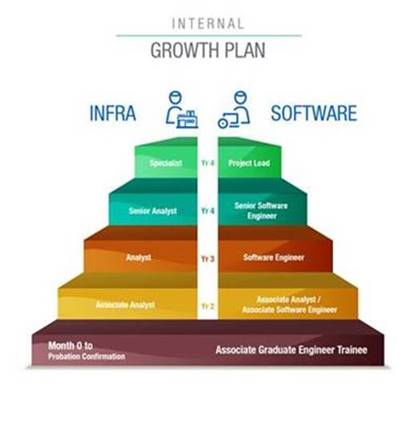 INTERNAL
GROWTH PLAN
INFRA
SOFTWARE
Specialist
Yr 4
Project Lead
Senior Analyst
Yr 4
Senior Software
Engineer
Analyst
Yr 3
Software Engineer
Associate Analyst
Yr 2
Associate Analyst /
Associate Software Engineer
Month 0 to
Probation Confirmation
Associate Graduate Engineer Trainee